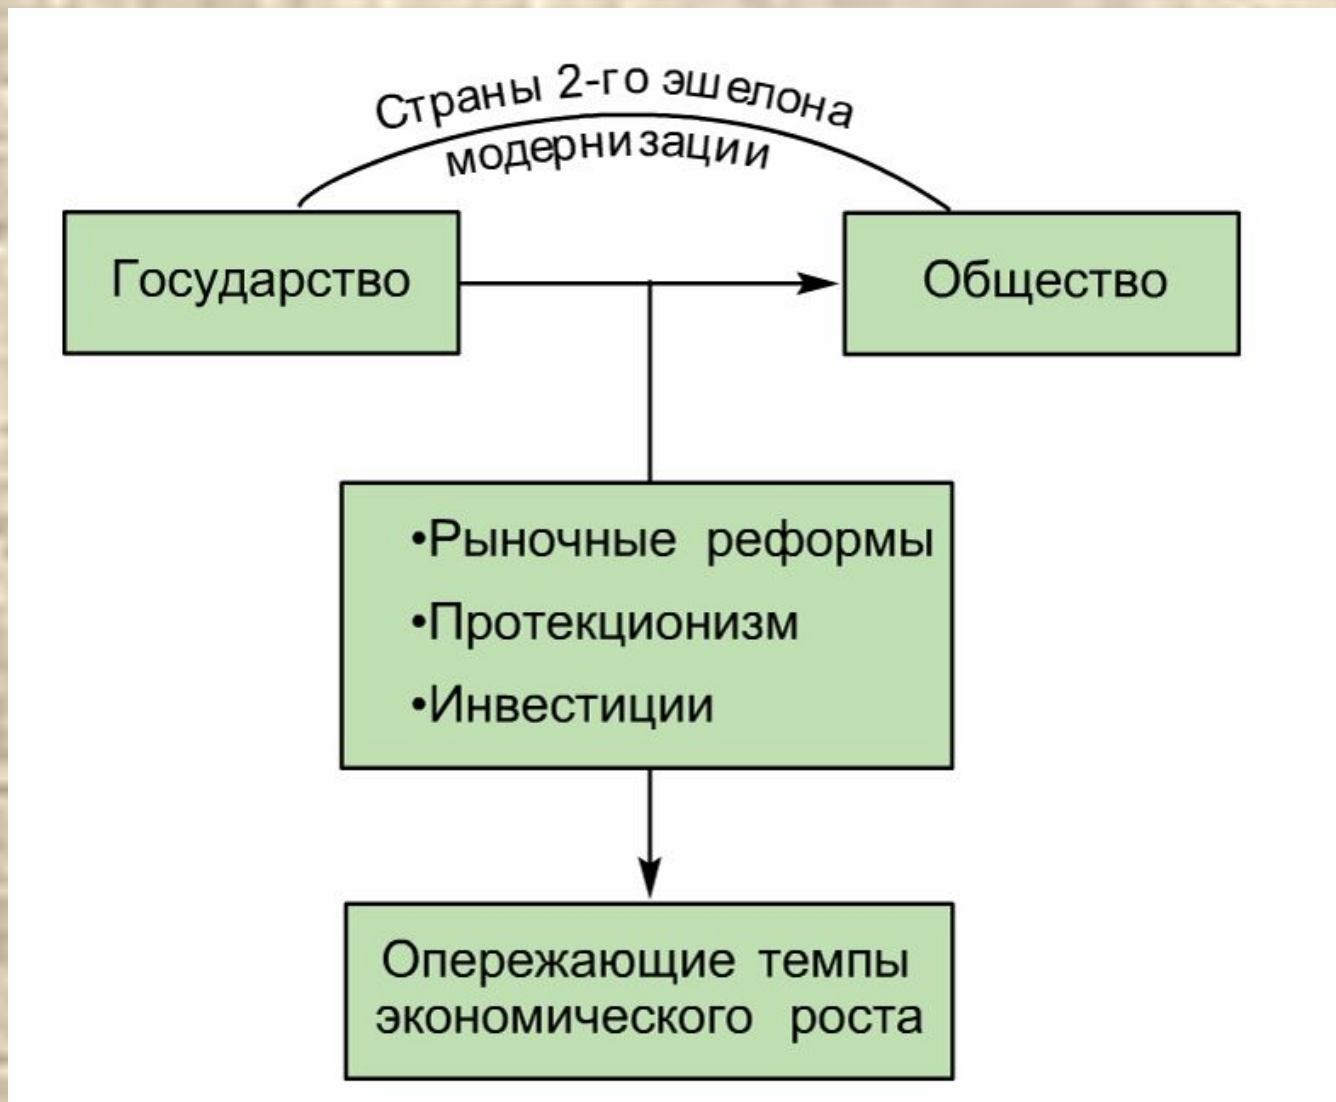 Страны 2-го эшелона
модернизации
Государство
Общество
•Рыночные реформы
•Протекционизм
•Инвестиции
Опережающие темпы
экономического роста